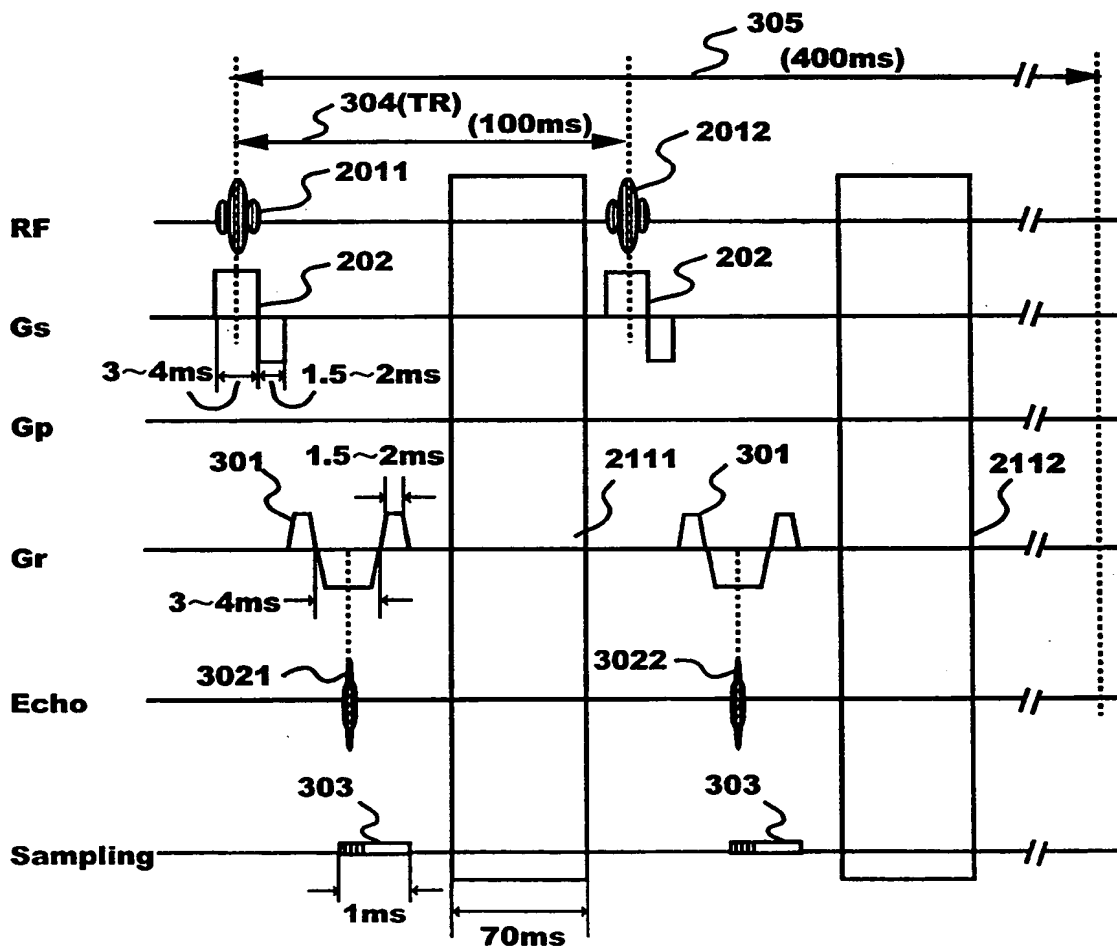 305
(400ms)
304(TR)
(100ms)
2011
2012
RF
202
202
Gs
3~4ms
1.5~2ms
Gp
301
1.5~2ms
2111
301
2112
Gr
3~4ms
3021
3022
Echo
303
303
Sampling
1ms
70ms